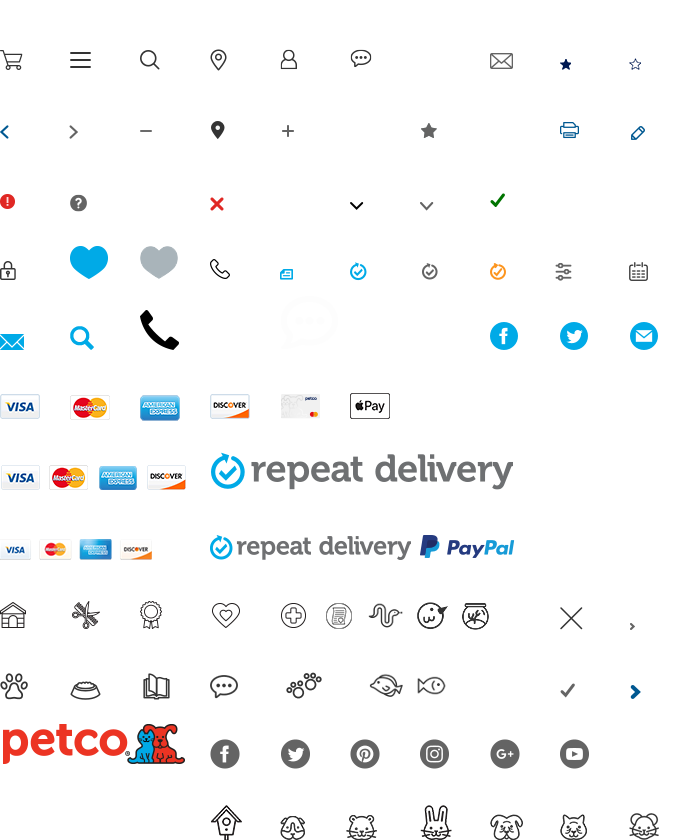 VISA MasterCard AMERICAN EXPRESS DISCOVER petco Pay
VISA MasterCard AMERICAN EXPRESS DISCOVER repeat delivery
VISA MasterCard AMERICAN EXPRESS DISCOVER repeat delivery PayPal
petco
G+